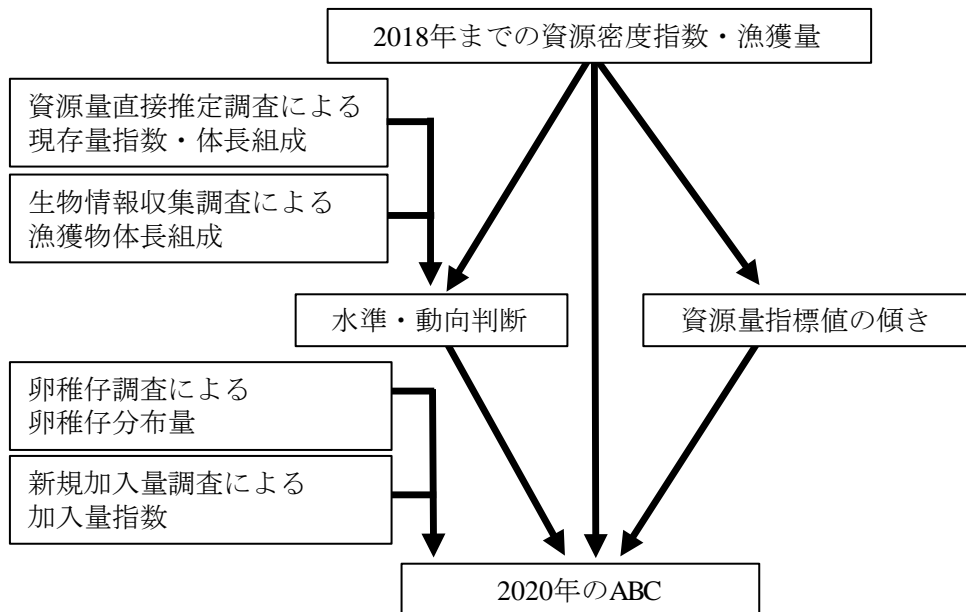 2018年までの資源密度指数・漁獲量
資源量直接推定調査による
現存量指数・体長組成
生物情報収集調査による
漁獲物体長組成
水準・動向判断
資源量指標値の傾き
卵稚仔調査による
卵稚仔分布量
新規加入量調査による
加入量指数
2020年のABC